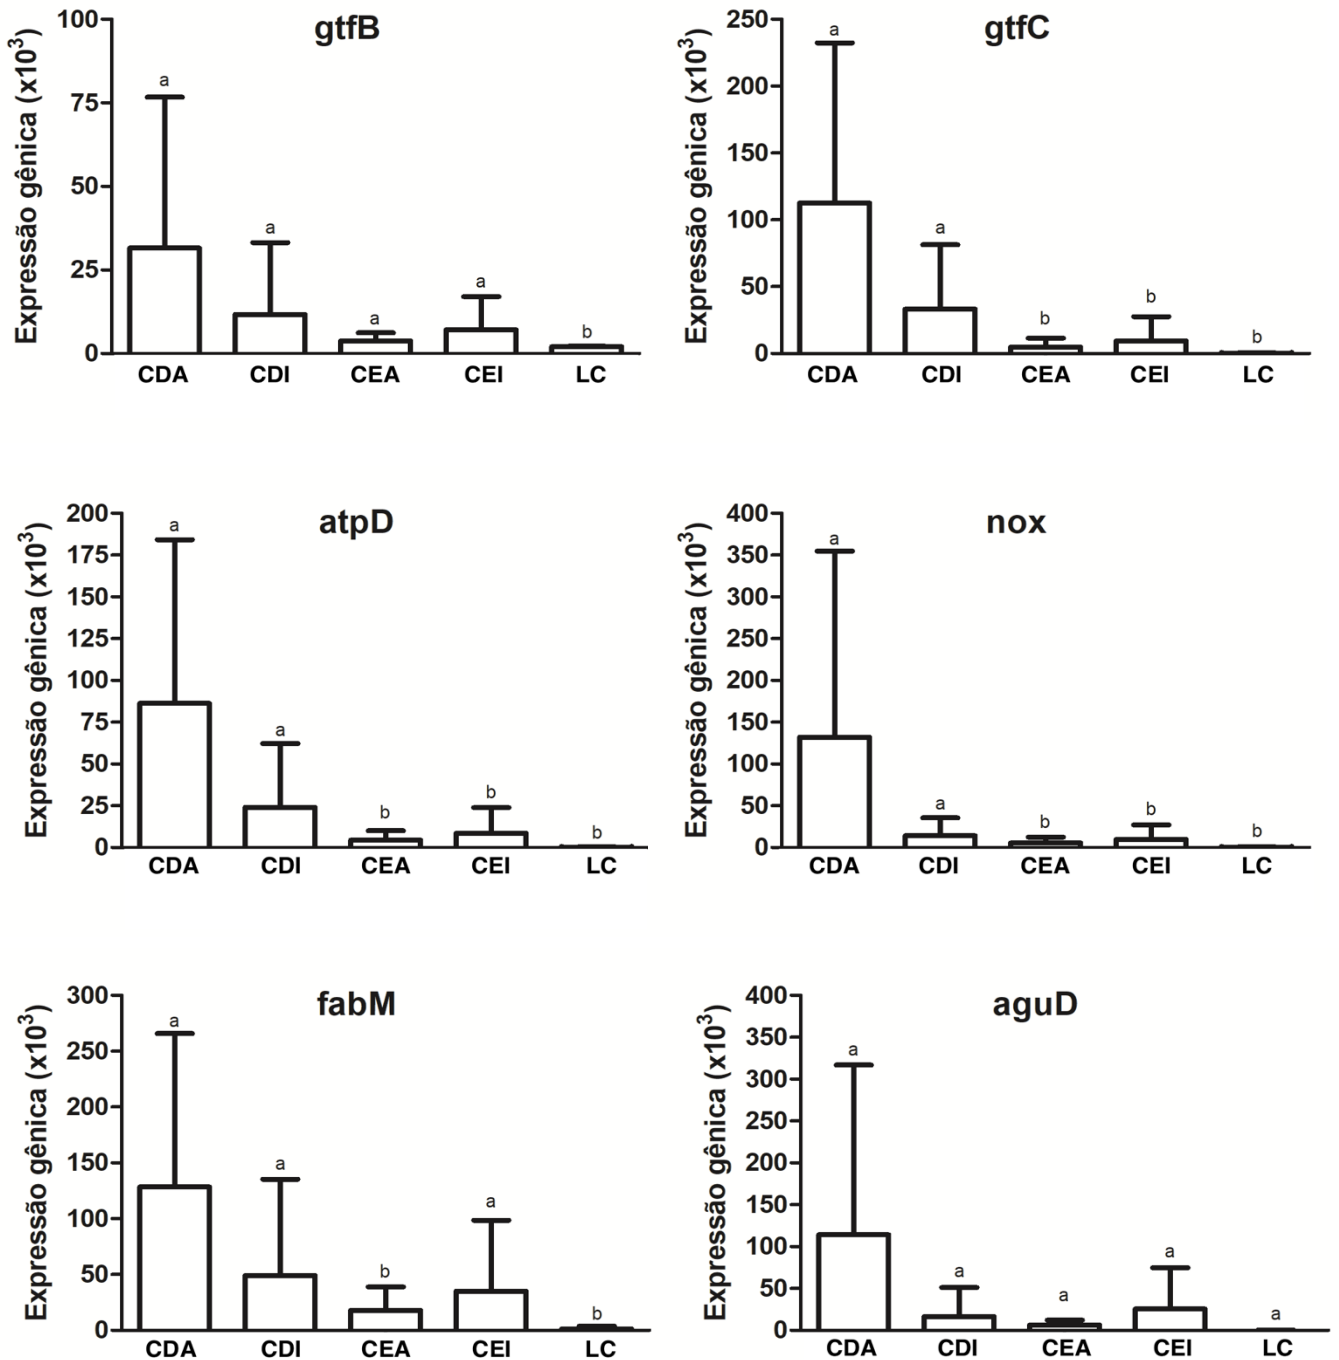 gtfB
Expressão gênica (x10³)
100
75
50
25
0
a
a
a
a
b
CDA CDI CEA CEI LC
gtfC
Expressão gênica (x10³)
250
200
150
100
50
0
a
a
b
b
b
CDA CDI CEA CEI LC
atpD
Expressão gênica (x10³)
200
175
150
125
100
75
50
25
0
a
a
b
b
b
CDA CDI CEA CEI LC
nox
Expressão gênica (x10³)
400
350
300
250
200
150
100
50
0
a
a
b
b
b
CDA CDI CEA CEI LC
fabM
Expressão gênica (x10³)
300
250
200
150
100
50
0
a
a
b
a
b
CDA CDI CEA CEI LC
aguD
Expressão gênica (x10³)
400
350
300
250
200
150
100
50
0
a
a
a
a
a
CDA CDI CEA CEI LC